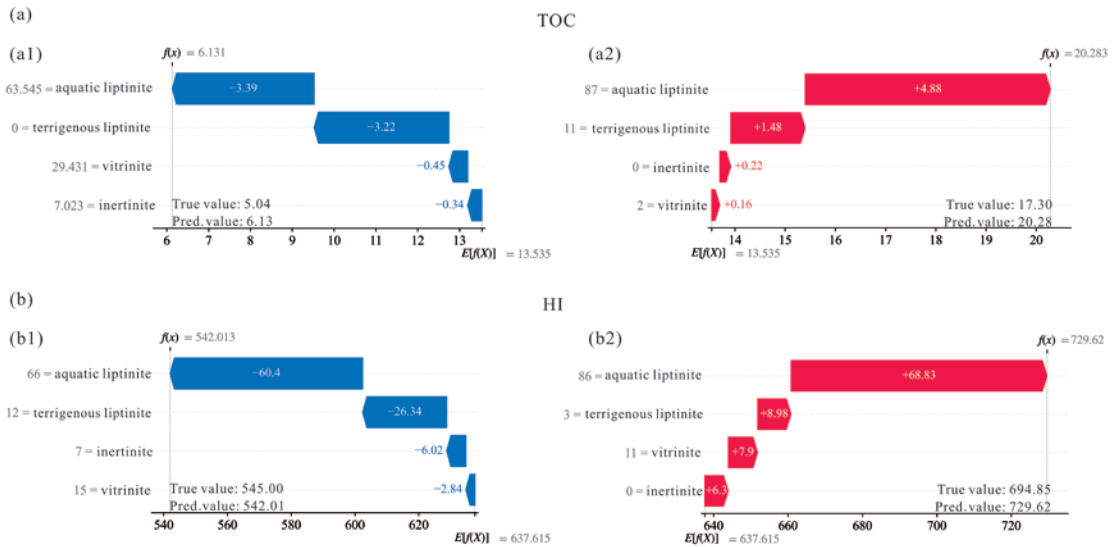 (a)
TOC
(a1)
f(x) = 6.131
63.545 = aquatic liptinite
−3.39
0 = terrigenous liptinite
−3.22
29.431 = vitrinite
−0.45
7.023 = inertinite
−0.34
True value: 5.04
Pred.value: 6.13
6 7 8 9 10 11 12 13
E[f(X)] = 13.535
(a2)
f(x) = 20.283
87 = aquatic liptinite
+4.88
11 = terrigenous liptinite
+1.48
0 = inertinite
+0.22
2 = vitrinite
+0.16
True value: 17.30
Pred.value: 20.28
14 15 16 17 18 19 20
E[f(X)] = 13.535
(b)
HI
(b1)
f(x) = 542.013
66 = aquatic liptinite
−60.4
12 = terrigenous liptinite
−26.34
7 = inertinite
−6.02
15 = vitrinite
−2.84
True value: 545.00
Pred.value: 542.01
540 560 580 600 620
E[f(X)] = 637.615
(b2)
f(x) = 729.62
86 = aquatic liptinite
+68.83
3 = terrigenous liptinite
+8.98
11 = vitrinite
+7.9
0 = inertinite
+6.3
True value: 694.85
Pred.value: 729.62
640 660 680 700 720
E[f(X)] = 637.615